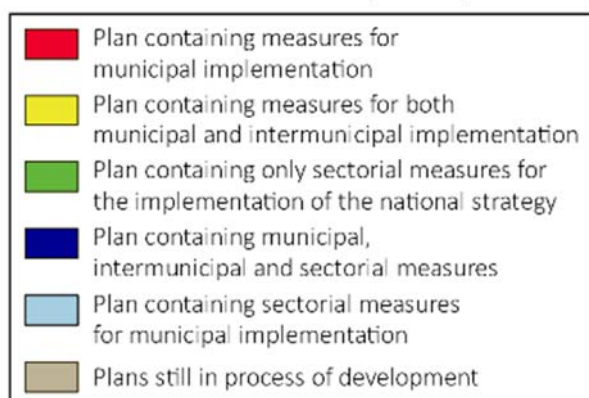 Plan containing measures for
municipal implementation
Plan containing measures for both
municipal and intermunicipal implementation
Plan containing only sectorial measures for
the implementation of the national strategy
Plan containing municipal,
intermunicipal and sectorial measures
Plan containing sectorial measures
for municipal implementation
Plans still in process of development